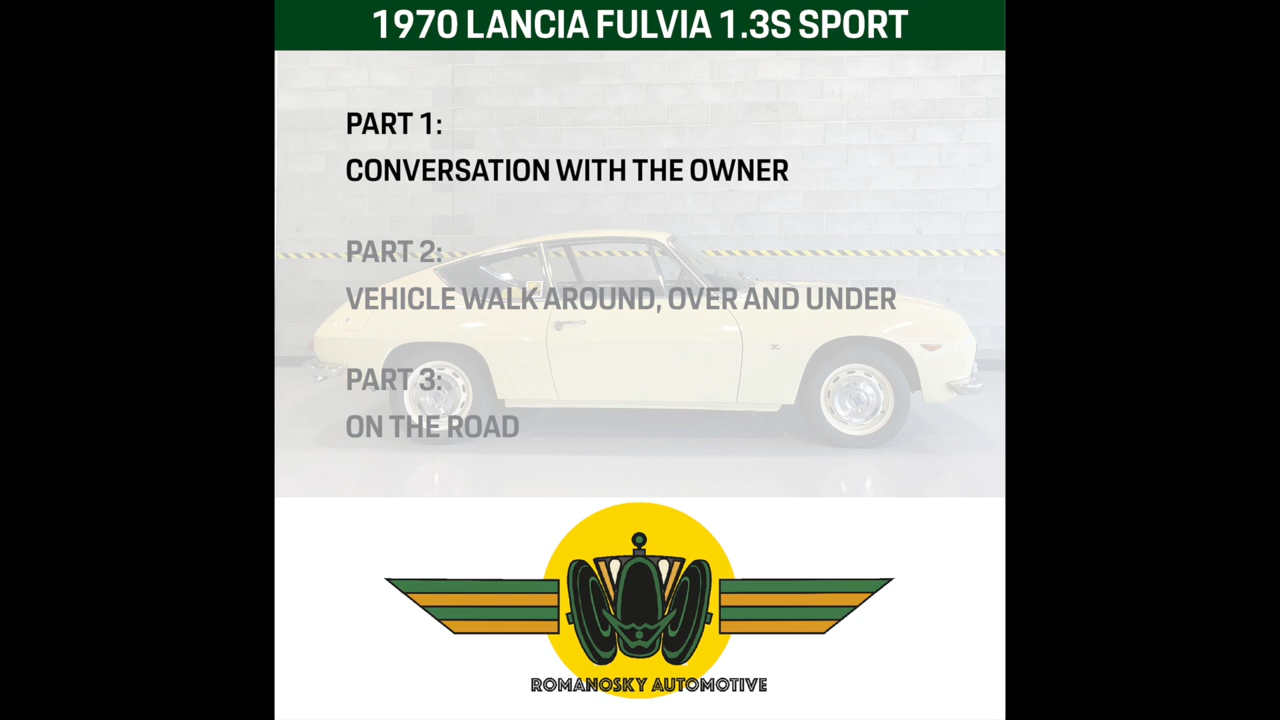 1970 LANCIA FULVIA 1.3S SPORT
PART 1:
CONVERSATION WITH THE OWNER
PART 2:
VEHICLE WALK AROUND, OVER AND UNDER
PART 3:
ON THE ROAD
ROMANOSKY AUTOMOTIVE